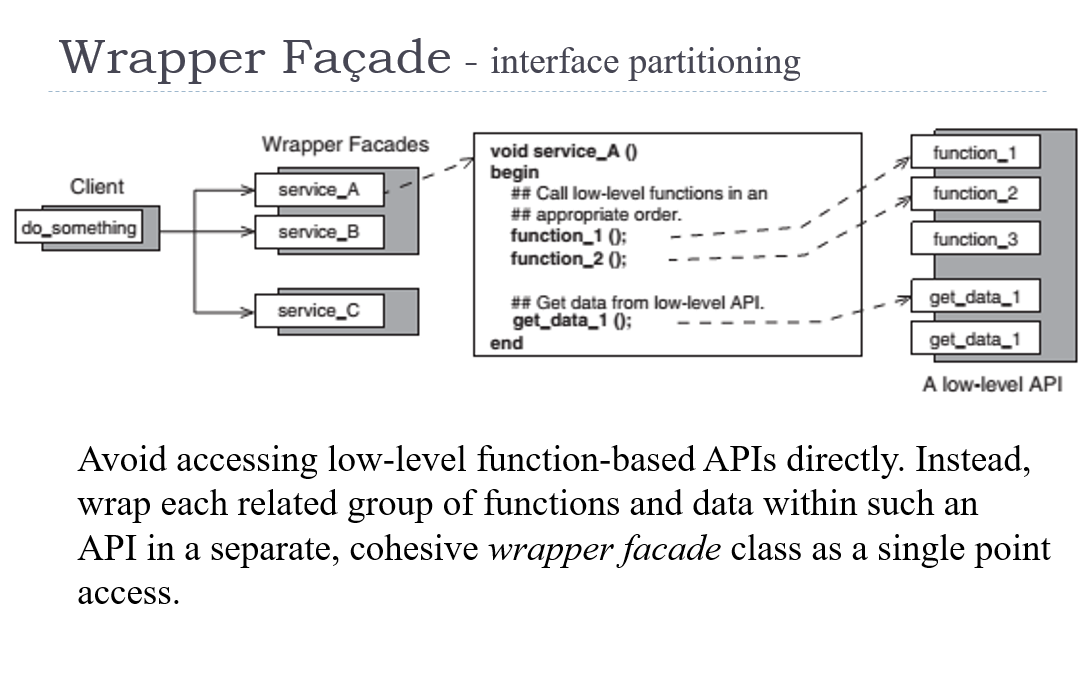 Wrapper Façade - interface partitioning
Client
do_something
Wrapper Facades
service_A
service_B
service_C
void service_A ()
begin
## Call low-level functions in an
## appropriate order.
function_1 ();
function_2 ();
## Get data from low-level API.
get_data_1 ();
end
function_1
function_2
function_3
get_data_1
get_data_1
A low-level API
Avoid accessing low-level function-based APIs directly. Instead,
wrap each related group of functions and data within such an
API in a separate, cohesive wrapper facade class as a single point
access.